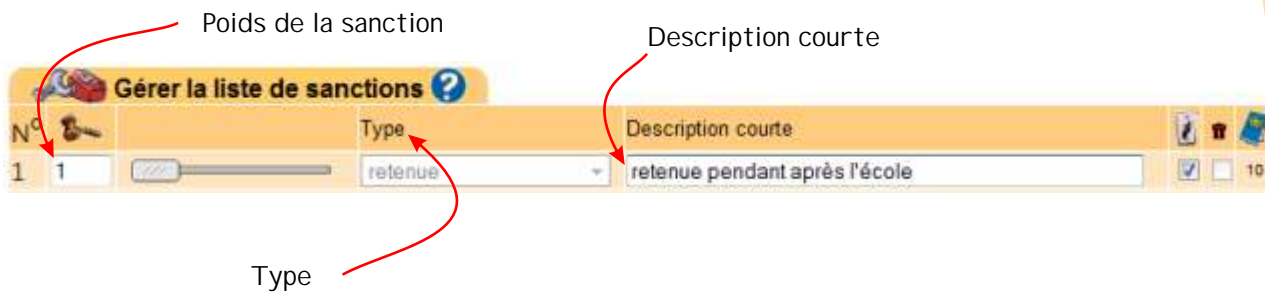 Poids de la sanction
Description courte
Gérer la liste de sanctions ?
N° Type Description courte
1 1 retenue retenue pendant après l'école 10
Type